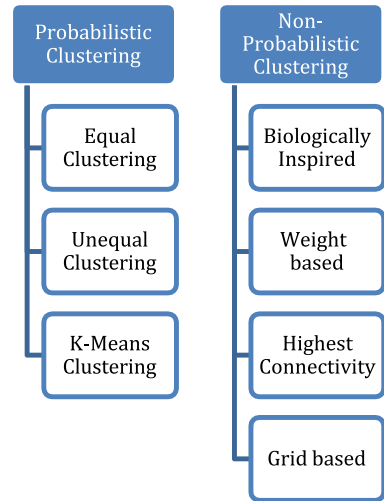 Probabilistic
Clustering
Equal
Clustering
Unequal
Clustering
K-Means
Clustering
Non-
Probabilistic
Clustering
Biologically
Inspired
Weight
based
Highest
Connectivity
Grid based